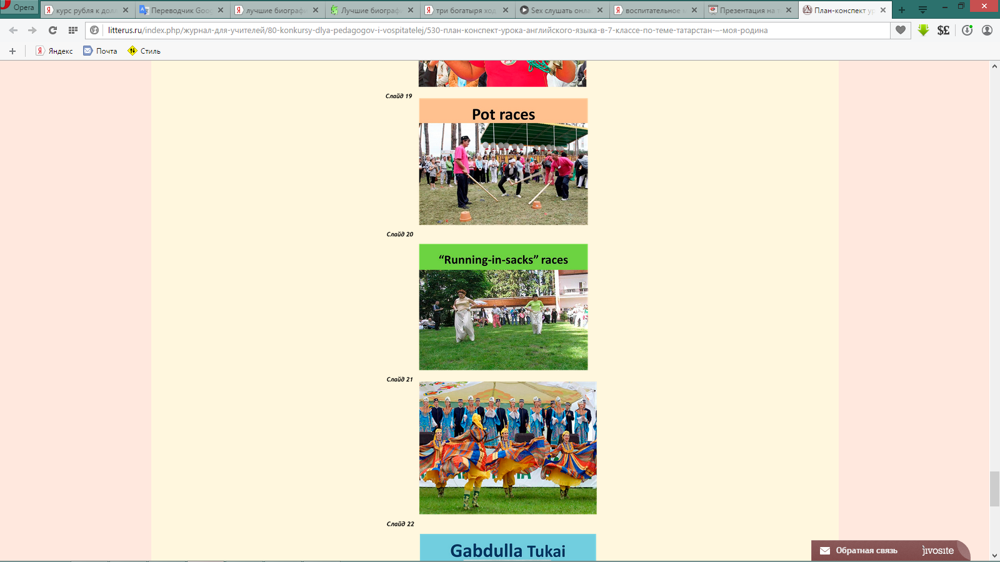 Opera
курс рубля к долл
Переводчик Goog
лучшие биографи
Лучшие биограф
три богатыря ход
Sex слушать онла
воспитательное м
Презентация на т
План-конспект ур
litterus.ru/index.php/журнал-для-учителей/80-konkursy-dlya-pedagogov-i-vospitatelej/530-план-конспект-урока-английского-языка-в-7-классе-по-теме-татарстан-–-моя-родина
$£
Яндекс
Почта
Стиль
Слайд 19
Pot races
Слайд 20
“Running-in-sacks” races
Слайд 21
Слайд 22
Gabdulla Tukai
Обратная связь
jivosite